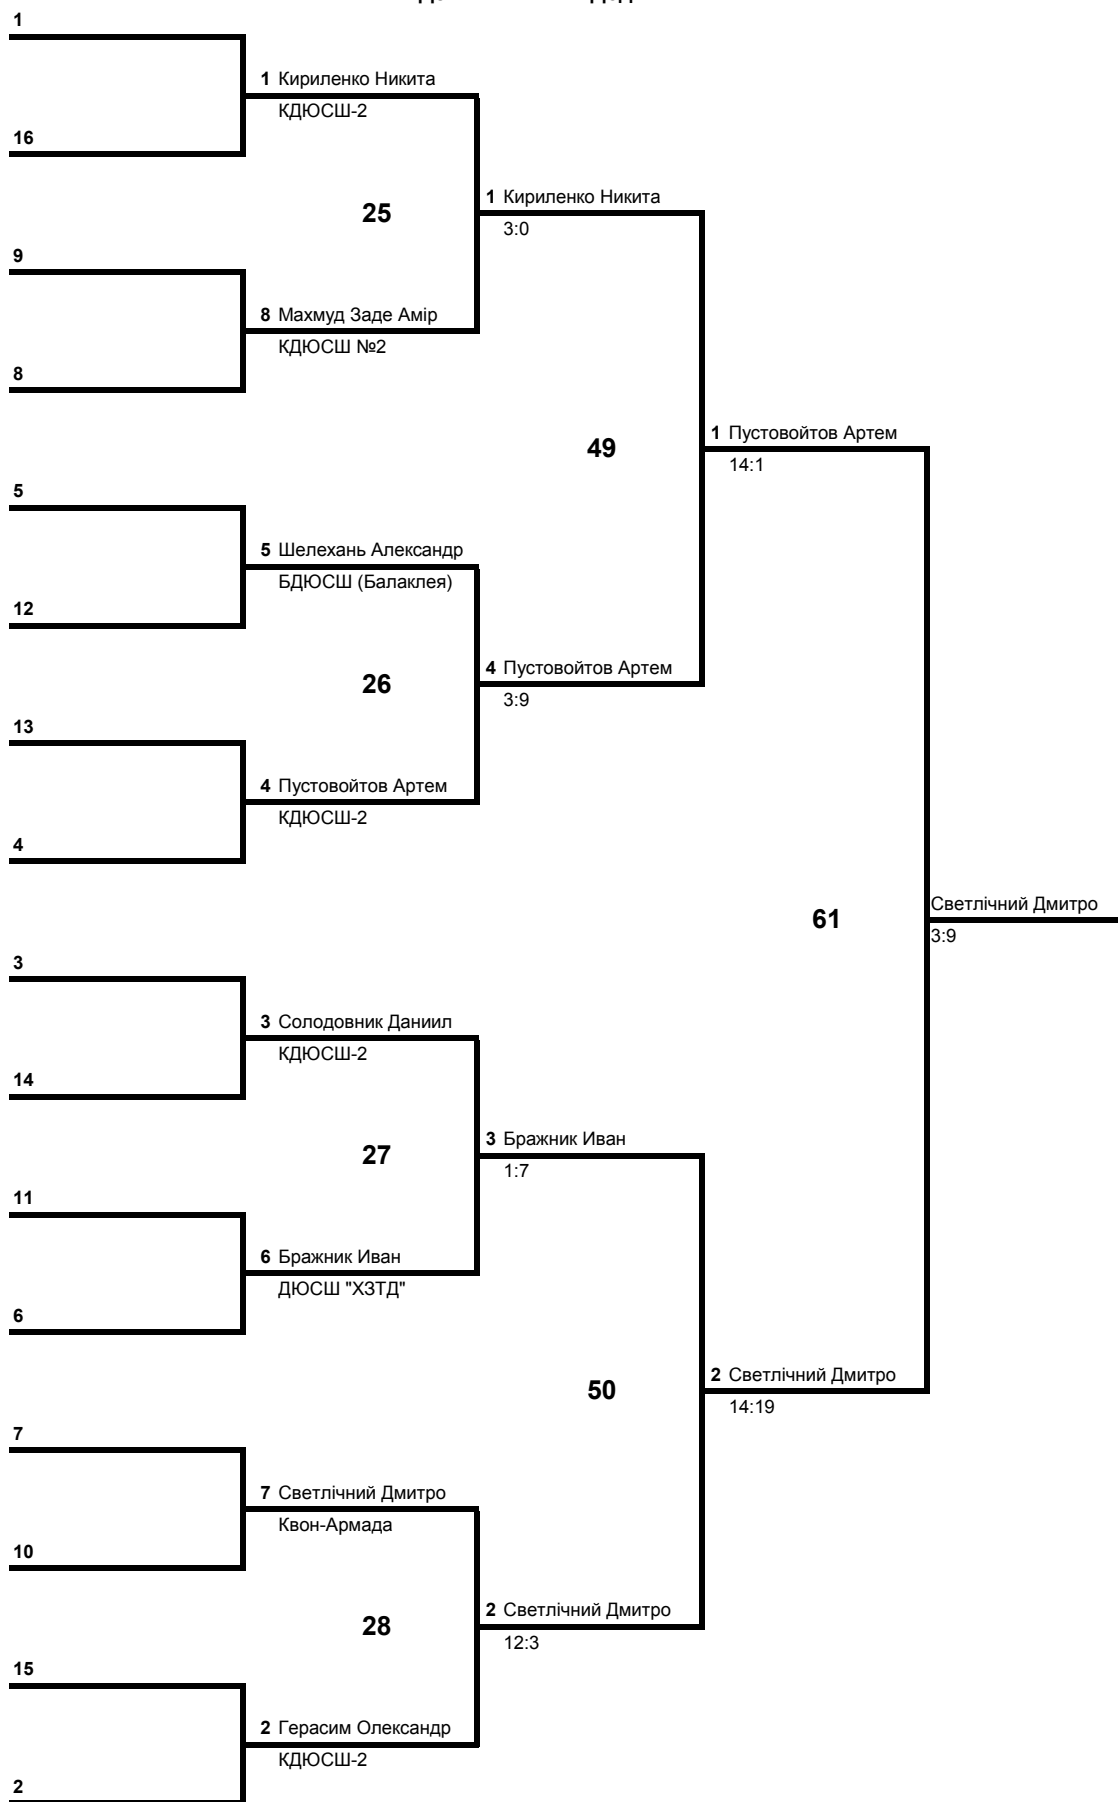 1
1 Кириленко Никита
КДЮСШ-2
16
1 Кириленко Никита
25
3:0
9
8 Махмуд Заде Амір
КДЮСШ №2
8
1 Пустовойтов Артем
49
14:1
5
5 Шелехань Александр
БДЮСШ (Балаклея)
12
4 Пустовойтов Артем
26
3:9
13
4 Пустовойтов Артем
КДЮСШ-2
4
Светлічний Дмитро
61
3:9
3
3 Солодовник Даниил
КДЮСШ-2
14
3 Бражник Иван
27
1:7
11
6 Бражник Иван
ДЮСШ "ХЗТД"
6
2 Светлічний Дмитро
50
14:19
7
7 Светлічний Дмитро
Квон-Армада
10
2 Светлічний Дмитро
28
12:3
15
2 Герасим Олександр
КДЮСШ-2
2